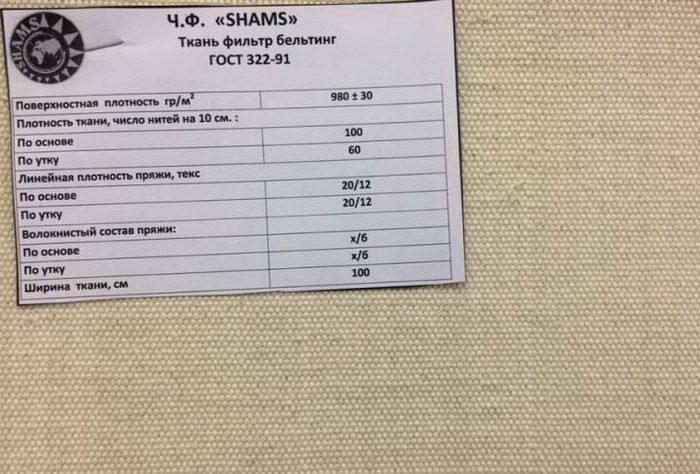 SHAMS
Ч.Ф. «SHAMS»
Ткань фильтр бельтинг
ГОСТ 322-91
Поверхностная плотность гр/м² 980 ± 30
Плотность ткани, число нитей на 10 см. :
По основе 100
По утку 60
Линейная плотность пряжи, текс
По основе 20/12
По утку 20/12
Волокнистый состав пряжи:
По основе х/б
По утку х/б
Ширина ткани, см 100